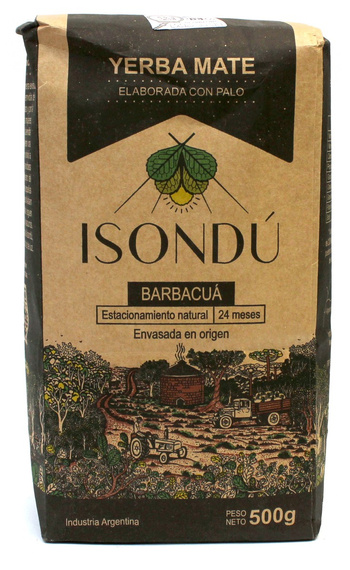 YERBA MATE
ELABORADA CON PALO
ISONDÚ
BARBACUÁ
Estacionamiento natural 24 meses
Envasada en origen
Industria Argentina
PESO NETO 500g